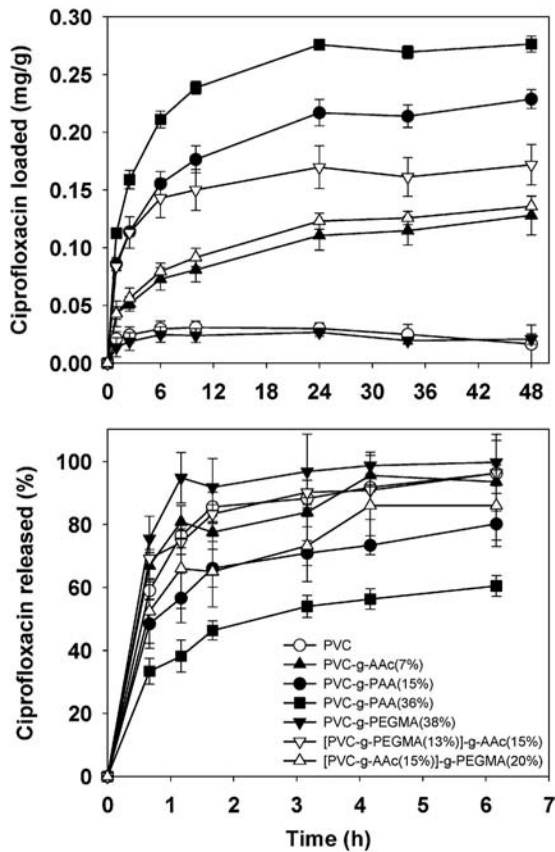 Ciprofloxacin loaded (mg/g)
0.30
0.25
0.20
0.15
0.10
0.05
0.00
0 6 12 18 24 30 36 42 48
Ciprofloxacin released (%)
100
80
60
40
20
0
PVC
PVC-g-AAc(7%)
PVC-g-PAA(15%)
PVC-g-PAA(36%)
PVC-g-PEGMA(38%)
[PVC-g-PEGMA(13%)]-g-AAc(15%)
[PVC-g-AAc(15%)]-g-PEGMA(20%)
0 1 2 3 4 5 6 7
Time (h)